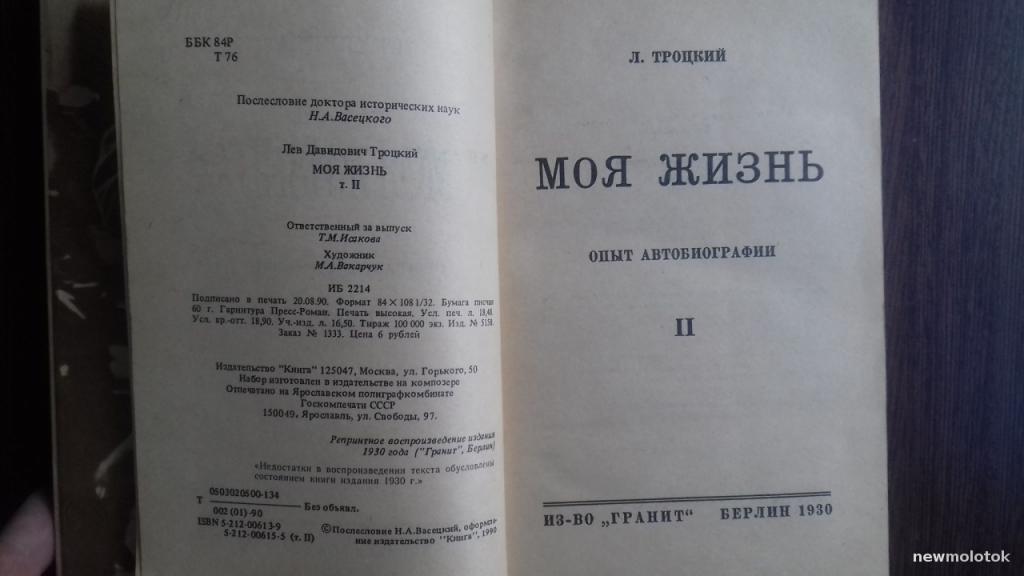 ББК 84Р
Т 76
Послесловие доктора исторических наук
Н.А.Васецкого
Лев Давидович Троцкий
МОЯ ЖИЗНЬ
т. II
Ответственный за выпуск
Т.М.Исакова
Художник
М.А.Вакарчук
ИБ 2214
Подписано в печать 20.08.90. Формат 84 × 108 1/32. Бумага писчая
60 г. Гарнитура Пресс-Роман. Печать высокая. Усл. печ. л. 18,48.
Усл. кр.-отт. 18,90. Уч.-изд. л. 16,50. Тираж 100 000 экз. Изд. № 5158.
Заказ № 1333. Цена 6 рублей
Издательство "Книга" 125047, Москва, ул. Горького, 50
Набор изготовлен в издательстве на композере
Отпечатано на Ярославском полиграфкомбинате
Госкомпечати СССР
150049, Ярославль, ул. Свободы, 97.
Репринтное воспроизведение издания
1930 года ("Гранит", Берлин)
«Недостатки в воспроизведении текста обусловлены
состоянием книги издания 1930 г.»
Т 0503020500-134
002 (01)-90
Без объявл.
ISBN 5-212-00613-9
5-212-00615-5 (т. II)
©Послесловие Н.А.Васецкий, оформле-
ние издательство "Книга", 1990
Л. ТРОЦКИЙ
МОЯ ЖИЗНЬ
ОПЫТ АВТОБИОГРАФИИ
II
ИЗ-ВО „ГРАНИТ" БЕРЛИН 1930
newmolotok